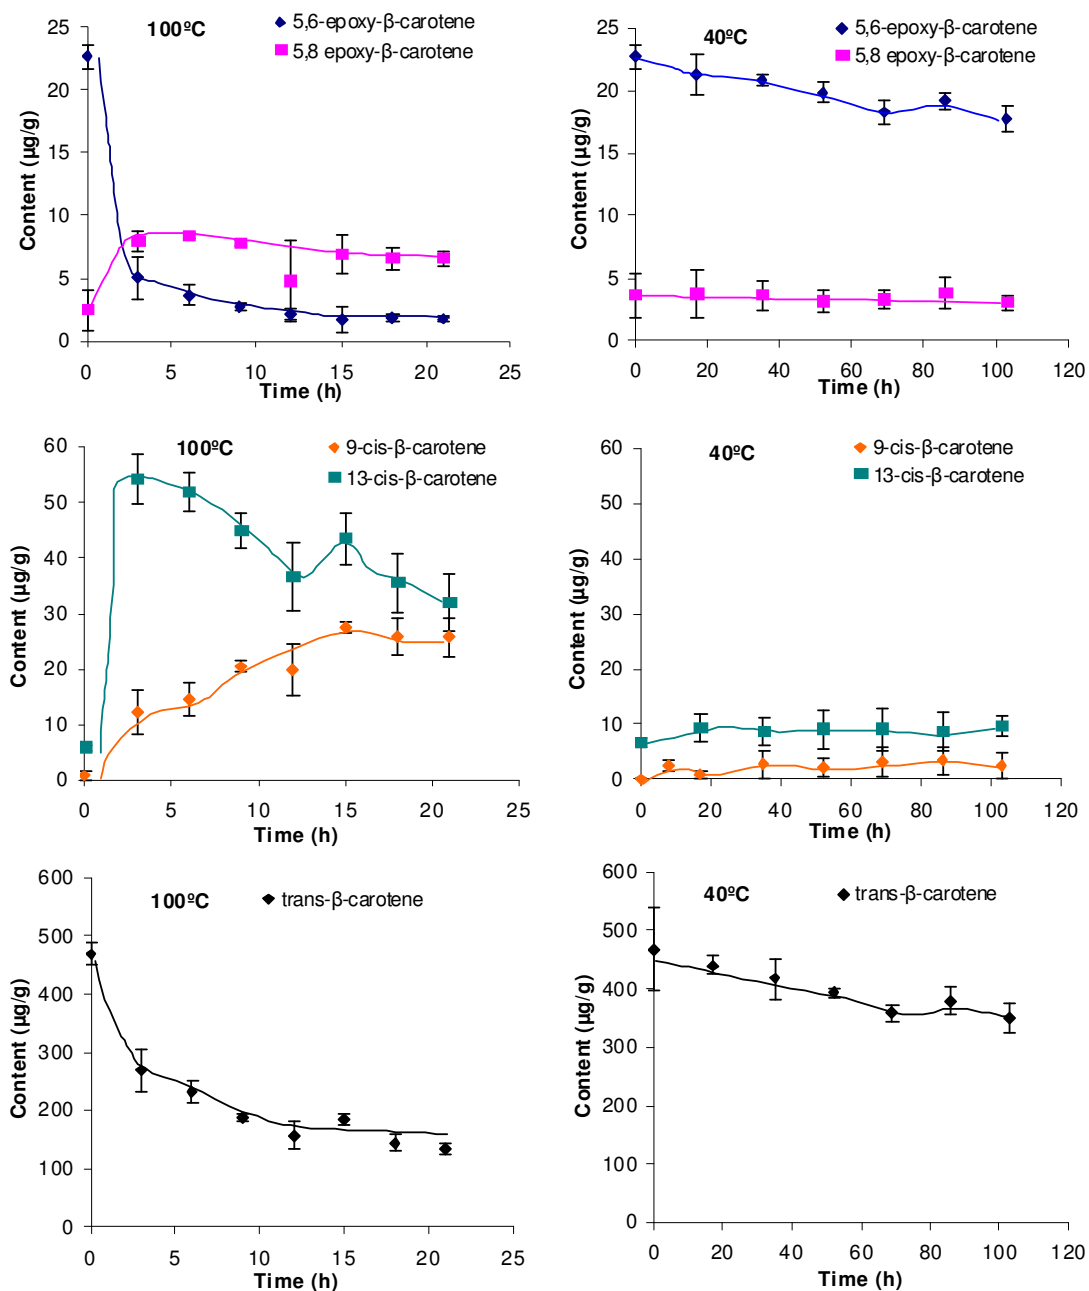 100ºC
5,6-epoxy-β-carotene
5,8 epoxy-β-carotene
Content (µg/g)
25
20
15
10
5
0
0 5 10 15 20 25
Time (h)
40ºC
5,6-epoxy-β-carotene
5,8 epoxy-β-carotene
Content (µg/g)
25
20
15
10
5
0
0 20 40 60 80 100 120
Time (h)
100ºC
9-cis-β-carotene
13-cis-β-carotene
Content (µg/g)
60
50
40
30
20
10
0
0 5 10 15 20 25
Time (h)
40ºC
9-cis-β-carotene
13-cis-β-carotene
Content (µg/g)
60
50
40
30
20
10
0
0 20 40 60 80 100 120
Time (h)
100ºC
trans-β-carotene
Content (µg/g)
600
500
400
300
200
100
0
0 5 10 15 20 25
Time (h)
40ºC
trans-β-carotene
Content (µg/g)
600
500
400
300
200
100
0
0 20 40 60 80 100 120
Time (h)